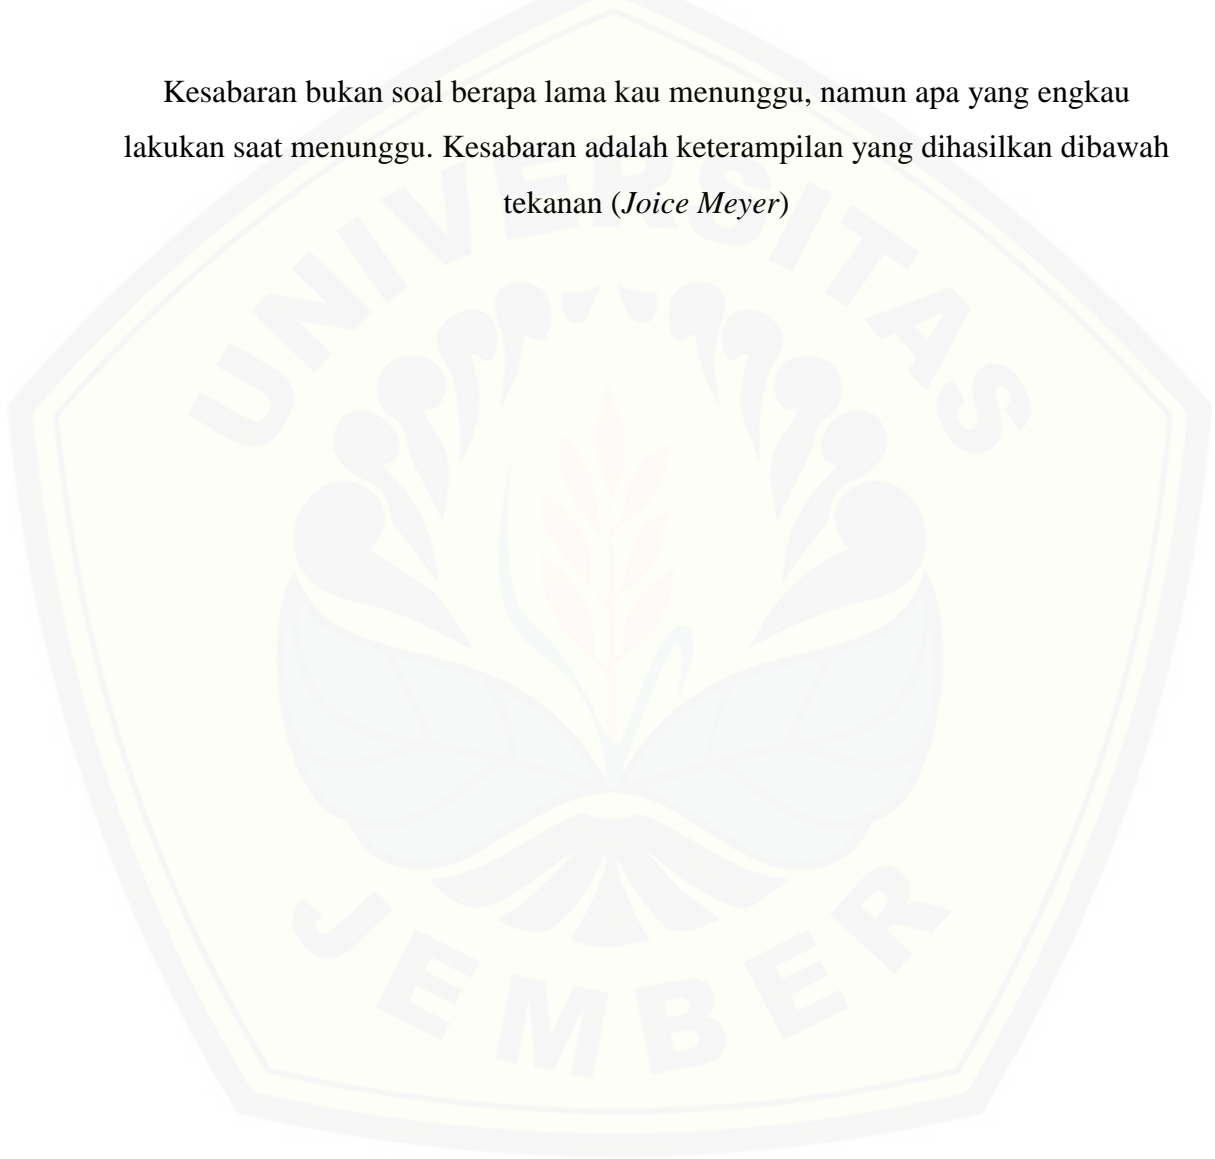 Kesabaran bukan soal berapa lama kau menunggu, namun apa yang engkau
lakukan saat menunggu. Kesabaran adalah keterampilan yang dihasilkan dibawah
tekanan (Joice Meyer)
UNIVERSITAS
JEMBER